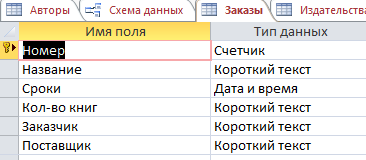 Авторы Схема данных Заказы Издательства
Имя поля Тип данных
Номер Счетчик
Название Короткий текст
Сроки Дата и время
Кол-во книг Короткий текст
Заказчик Короткий текст
Поставщик Короткий текст